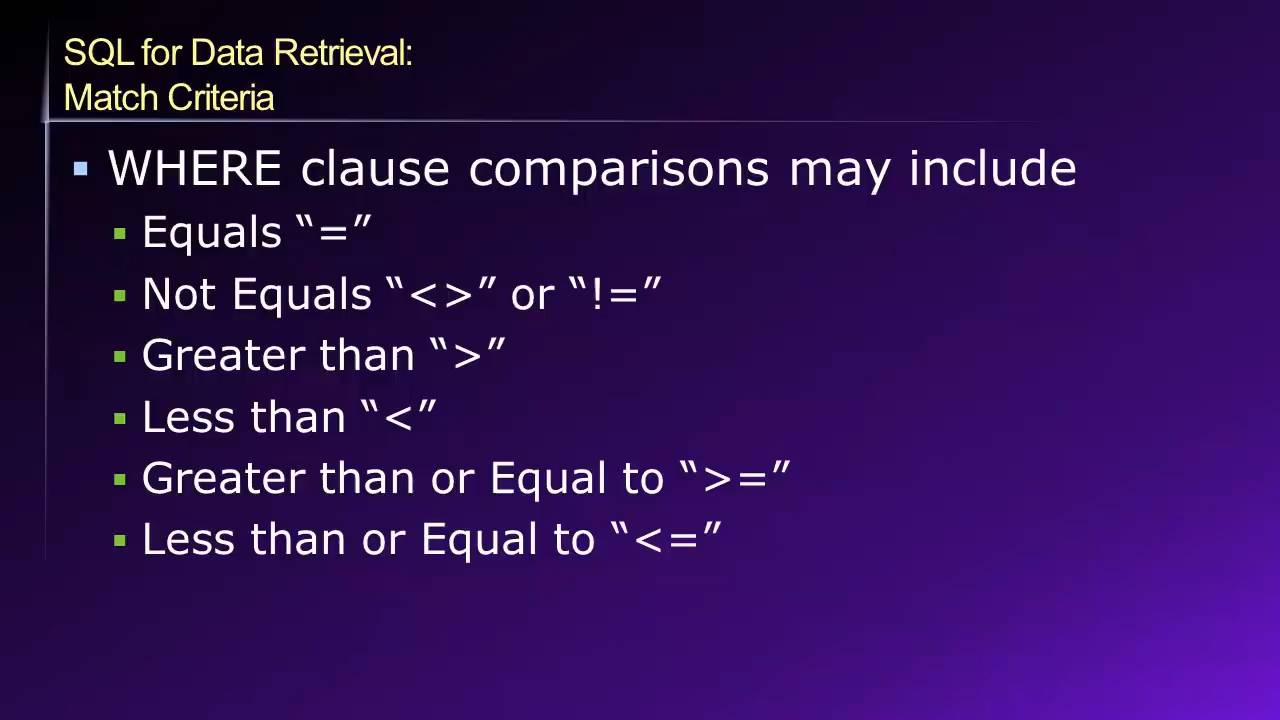 SQL for Data Retrieval:
Match Criteria
WHERE clause comparisons may include
Equals “=”
Not Equals “<>” or “!=”
Greater than “>”
Less than “<”
Greater than or Equal to “>=”
Less than or Equal to “<=”